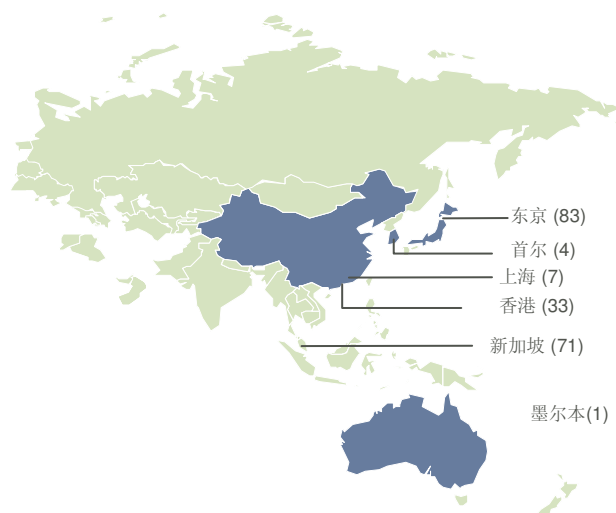 东京 (83)
首尔 (4)
上海 (7)
香港 (33)
新加坡 (71)
墨尔本(1)